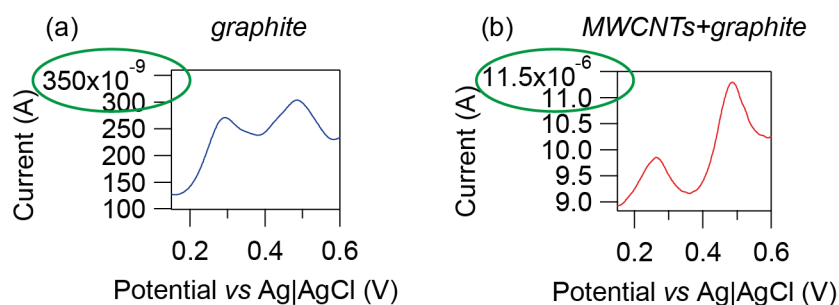 (a) graphite
Current (A)
350x10-9
300
250
200
150
100
0.2 0.4 0.6
Potential vs Ag|AgCl (V)
(b) MWCNTs+graphite
Current (A)
11.5x10-6
11.0
10.5
10.0
9.5
9.0
0.2 0.4 0.6
Potential vs Ag|AgCl (V)